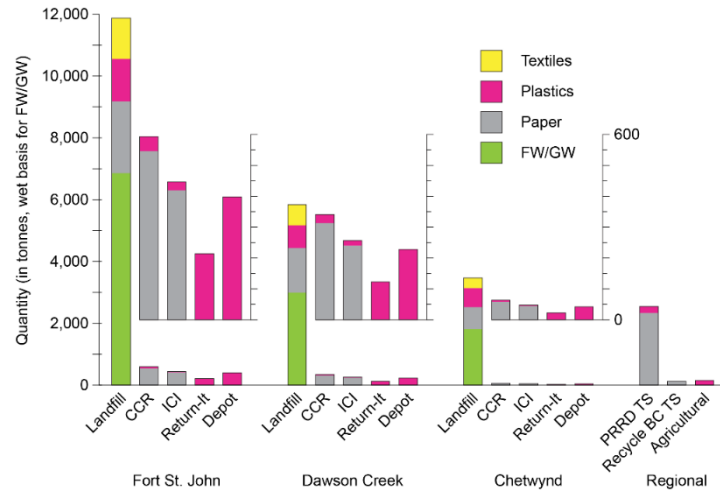 12,000
10,000
8,000
6,000
4,000
2,000
0
Quantity (in tonnes, wet basis for FW/GW)
Textiles
Plastics
Paper
FW/GW
600
0
Landfill
CCR
ICI
Return-It
Depot
Landfill
CCR
ICI
Return-It
Depot
Landfill
CCR
ICI
Return-It
Depot
PRRD TS
Recycle BC TS
Agricultural
Fort St. John
Dawson Creek
Chetwynd
Regional